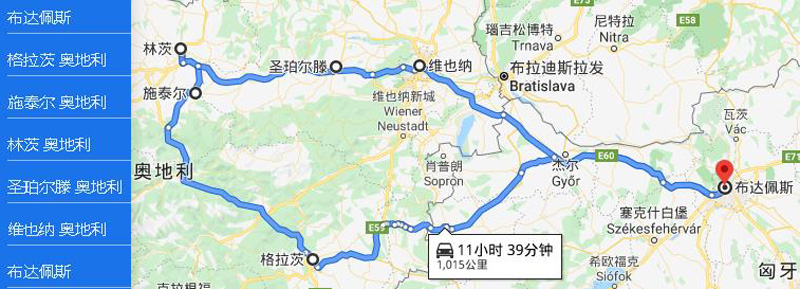 布达佩斯
格拉茨 奥地利
施泰尔 奥地利
林茨 奥地利
圣珀尔滕 奥地利
维也纳 奥地利
布达佩斯
林茨
圣珀尔滕
维也纳
施泰尔
维也纳新城
Wiener
Neustadt
奥地利
格拉茨
E59
瑙吉松博特
Trnava
尼特拉
Nitra
E58
布拉迪斯拉发
Bratislava
肖普朗
Sopron
杰尔
Győr
E60
瓦茨
Vác
E71
布达佩斯
塞克什白堡
Székesfehérvár
11小时 39分钟
1,015公里
希欧福克
Siófok
匈牙